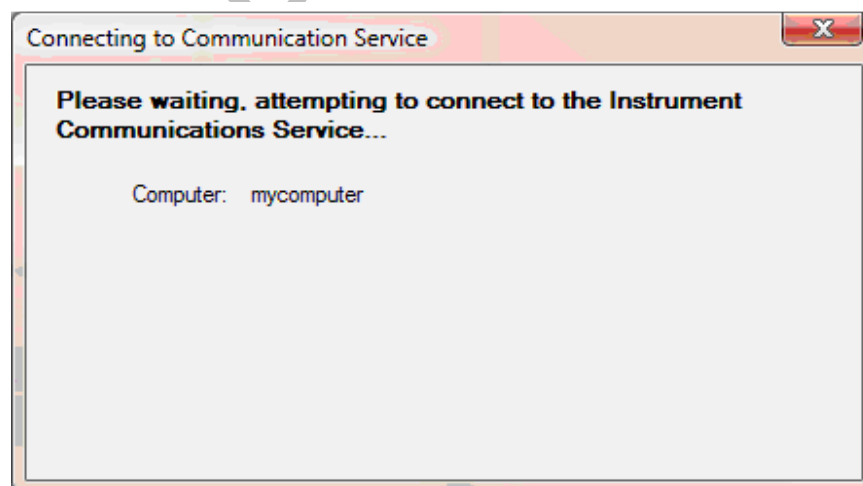 Connecting to Communication Service
Please waiting, attempting to connect to the Instrument
Communications Service...
Computer: mycomputer